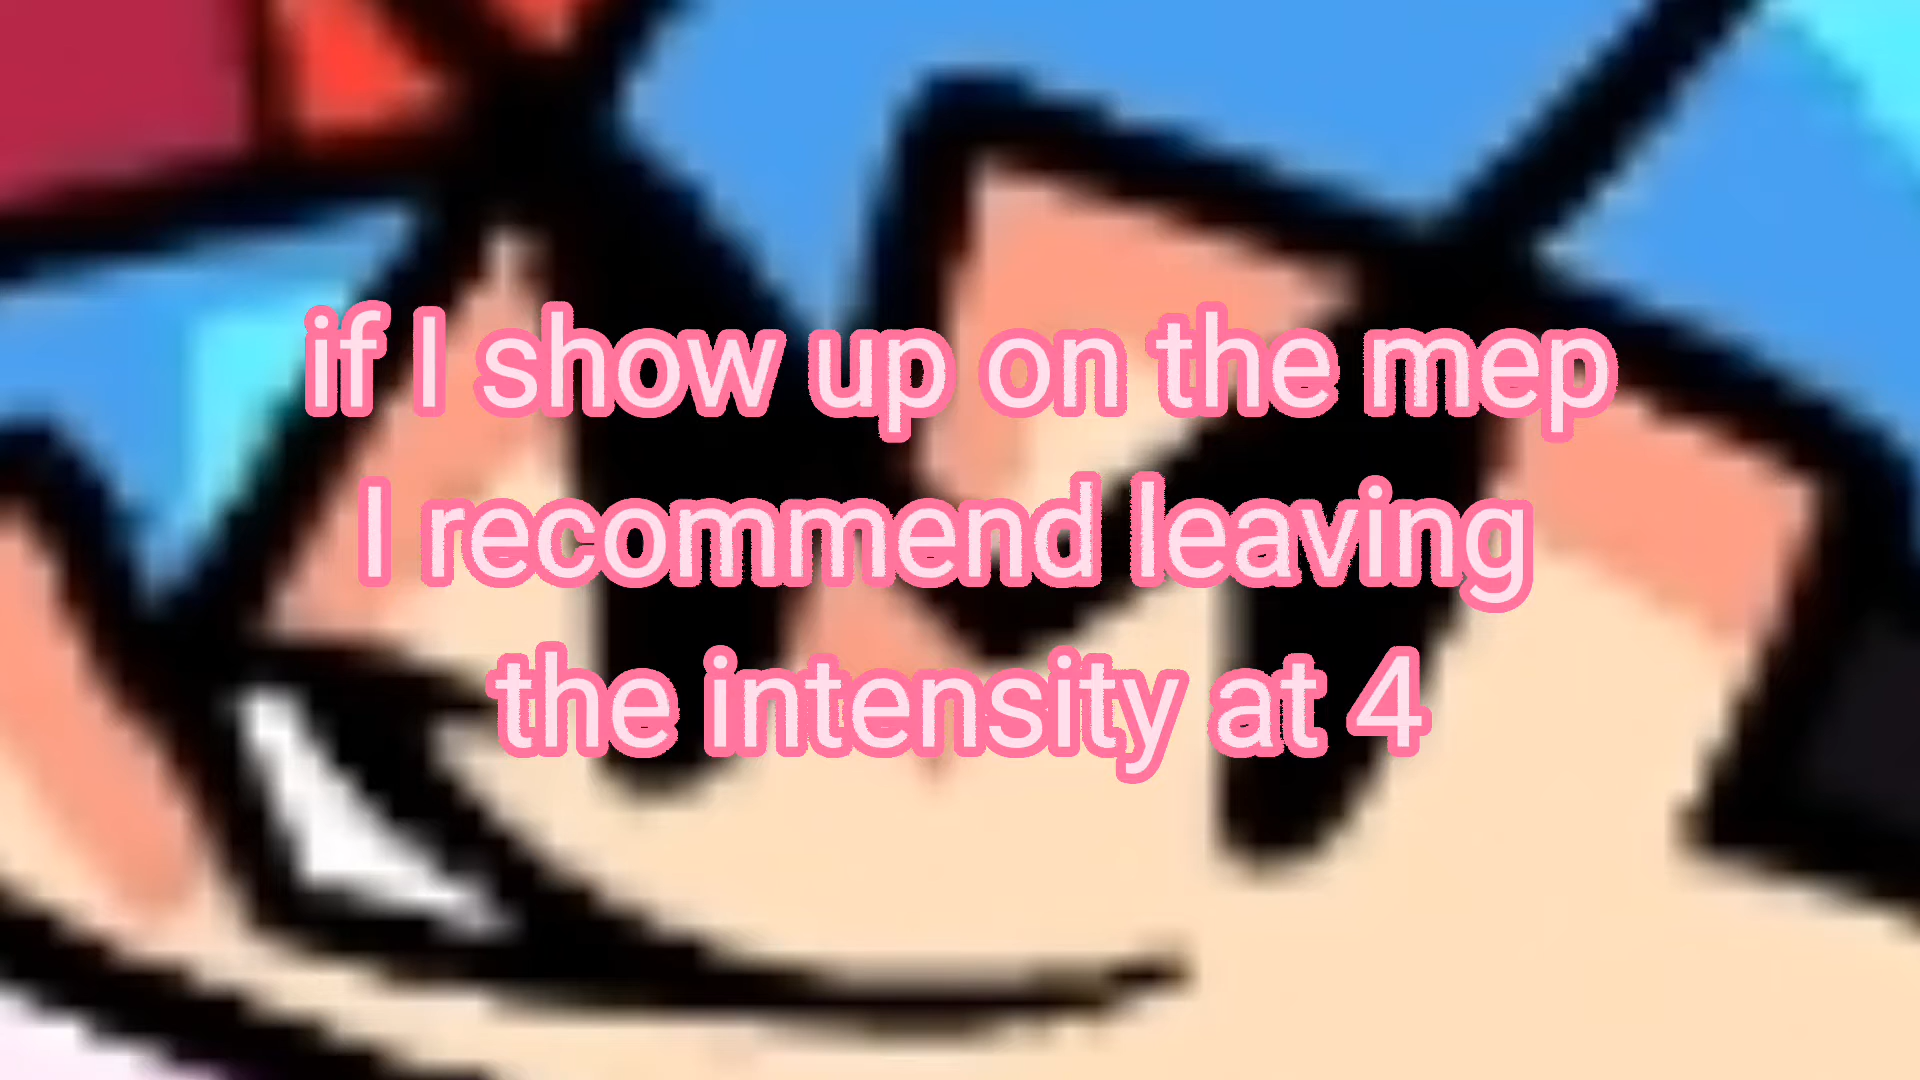 if I show up on the mep
I recommend leaving
the intensity at 4